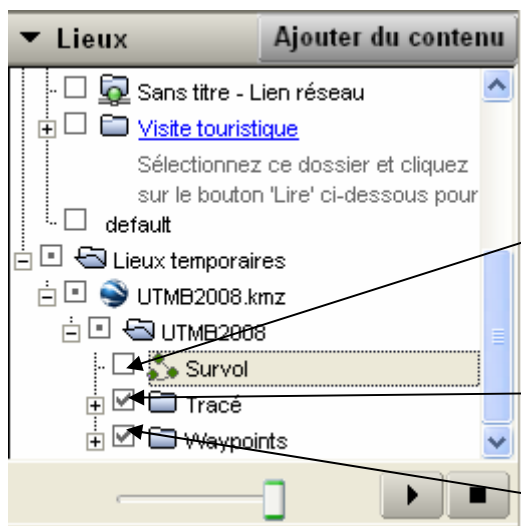 Lieux
Ajouter du contenu
Sans titre - Lien réseau
Visite touristique
Sélectionnez ce dossier et cliquez
sur le bouton 'Lire' ci-dessous pour
default
Lieux temporaires
UTMB2008.kmz
UTMB2008
Survol
Tracé
Waypoints